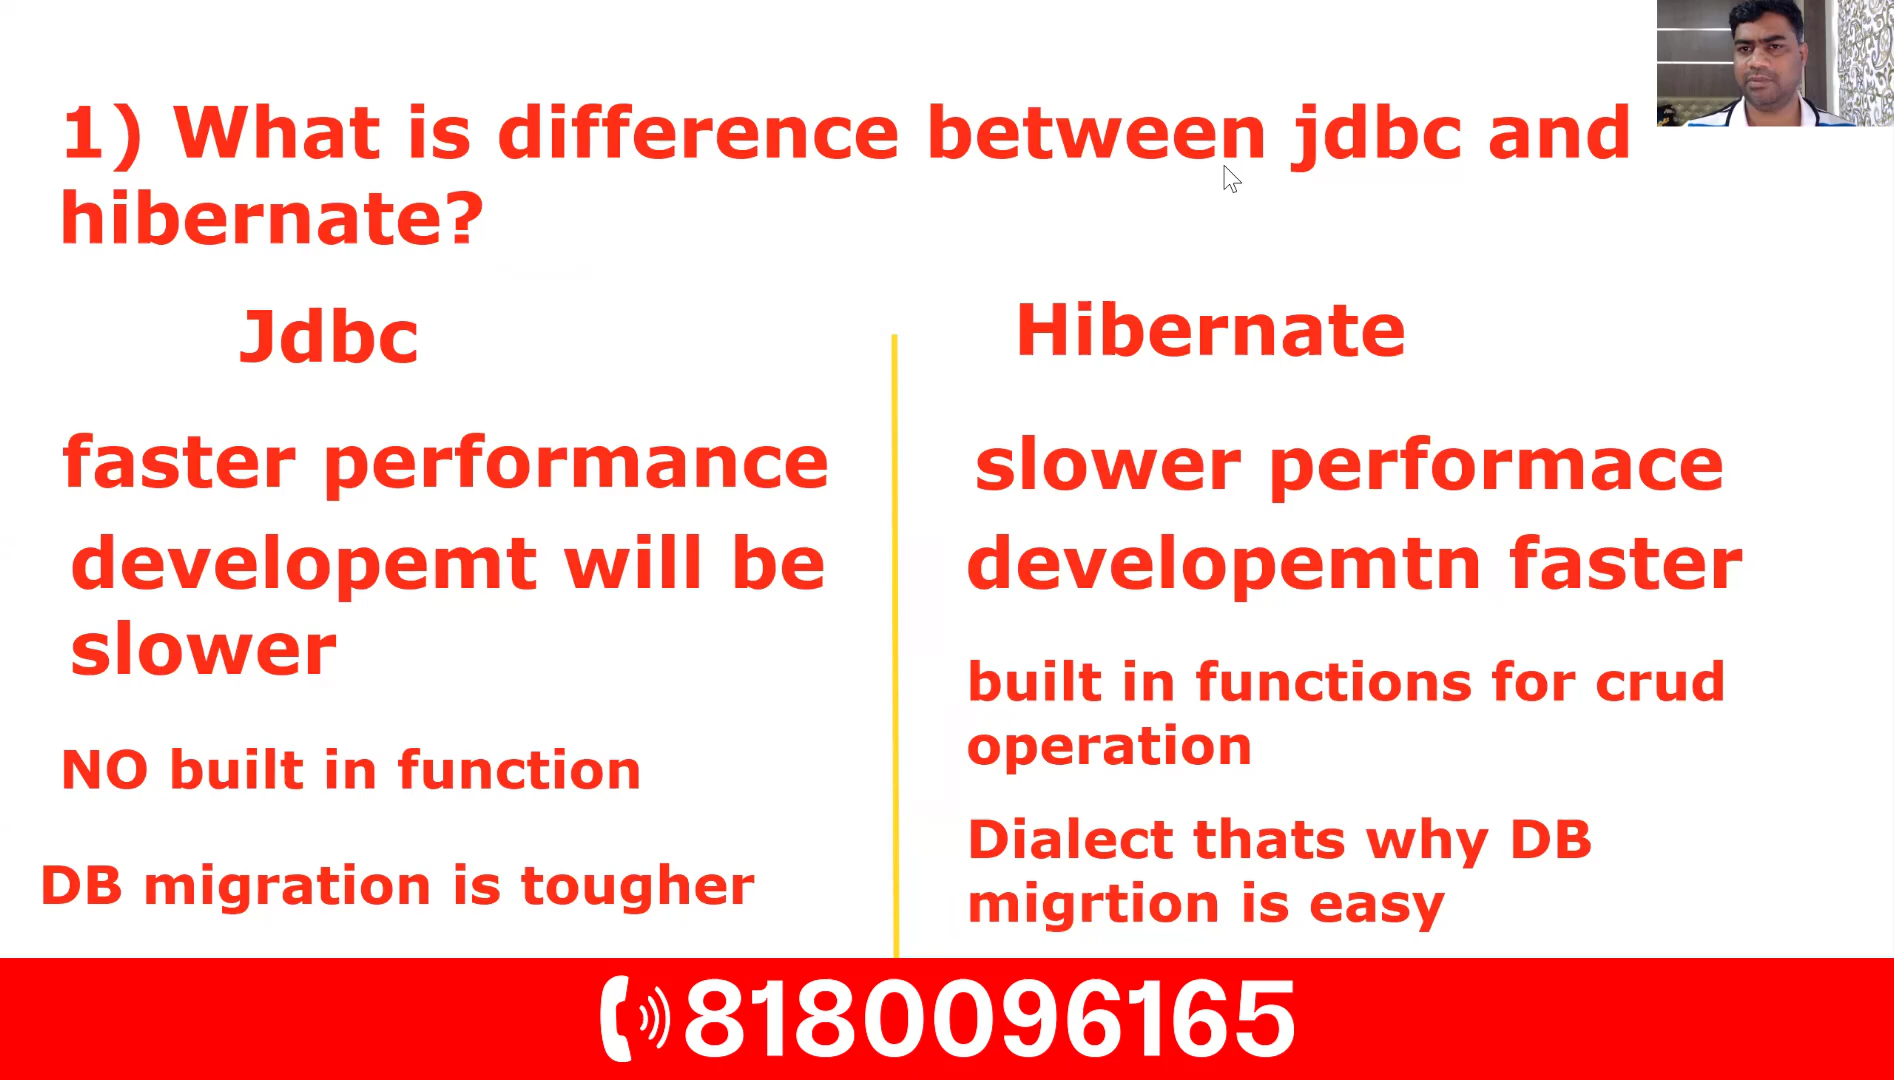 1) What is difference between jdbc and
hibernate?
Jdbc
faster performance
developemt will be
slower
NO built in function
DB migration is tougher
Hibernate
slower performace
developemtn faster
built in functions for crud
operation
Dialect thats why DB
migrtion is easy
8180096165